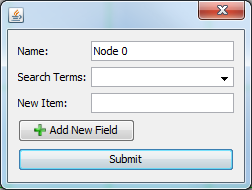 Name: Node 0
Search Terms:
New Item:
Add New Field
Submit